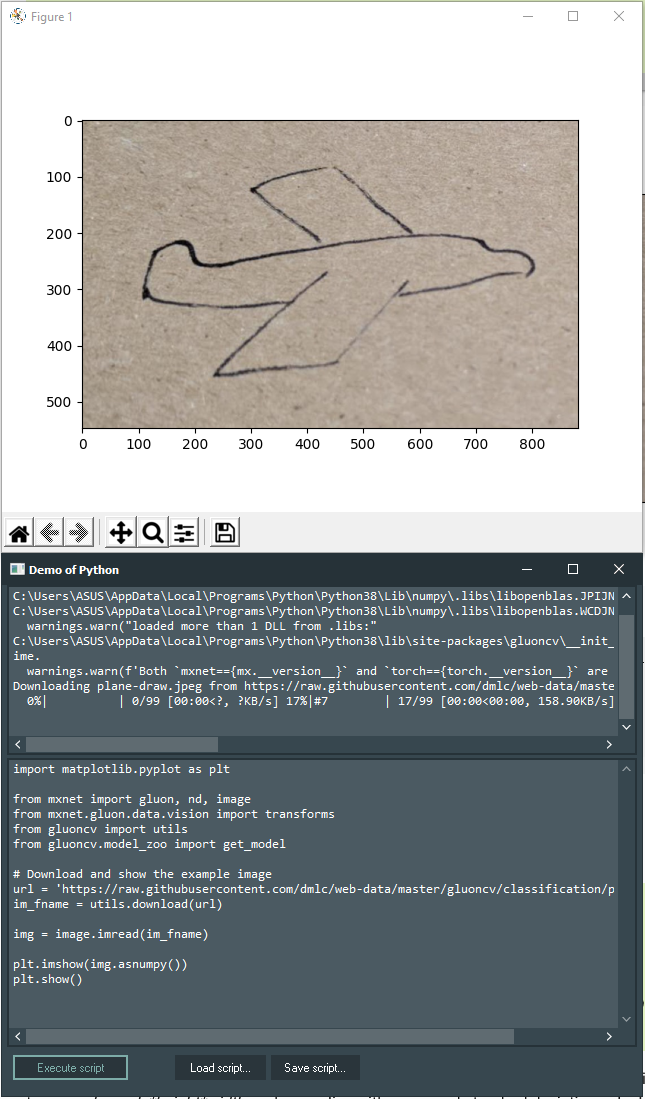 Figure 1
0
100
200
300
400
500
0 100 200 300 400 500 600 700 800
Demo of Python
C:\Users\ASUS\AppData\Local\Programs\Python\Python38\Lib\numpy\.libs\libopenblas.JPIJN
C:\Users\ASUS\AppData\Local\Programs\Python\Python38\Lib\numpy\.libs\libopenblas.WCDJN
warnings.warn("loaded more than 1 DLL from .libs:"
C:\Users\ASUS\AppData\Local\Programs\Python\Python38\lib\site-packages\gluoncv\__init_
ime.
warnings.warn(f'Both `mxnet=={mx.__version__}` and `torch=={torch.__version__}` are
Downloading plane-draw.jpeg from https://raw.githubusercontent.com/dmlc/web-data/maste
0%| | 0/99 [00:00<?, ?KB/s] 17%|#7 | 17/99 [00:00<00:00, 158.90KB/s]
import matplotlib.pyplot as plt
from mxnet import gluon, nd, image
from mxnet.gluon.data.vision import transforms
from gluoncv import utils
from gluoncv.model_zoo import get_model
# Download and show the example image
url = 'https://raw.githubusercontent.com/dmlc/web-data/master/gluoncv/classification/p
im_fname = utils.download(url)
img = image.imread(im_fname)
plt.imshow(img.asnumpy())
plt.show()
Execute script Load script... Save script...